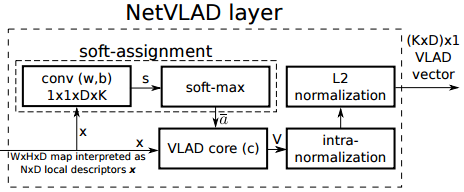 NetVLAD layer
soft-assignment
(KxD)x1
VLAD
vector
conv (w,b)
1x1xDxK
s
soft-max
L2
normalization
x
ā
x
VLAD core (c)
V
intra-
normalization
WxHxD map interpreted as
NxD local descriptors x